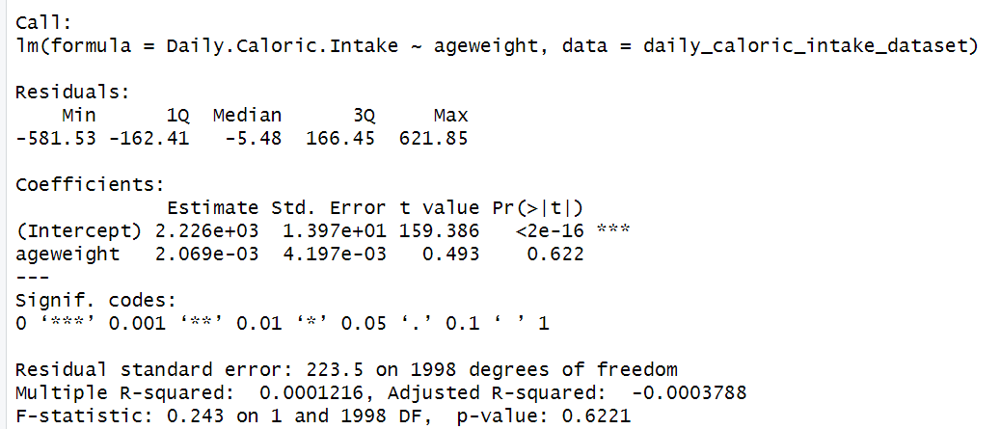 Call:
lm(formula = Daily.Caloric.Intake ~ ageweight, data = daily_caloric_intake_dataset)
Residuals:
Min 1Q Median 3Q Max
-581.53 -162.41 -5.48 166.45 621.85
Coefficients:
Estimate Std. Error t value Pr(>|t|)
(Intercept) 2.226e+03 1.397e+01 159.386 <2e-16 ***
ageweight 2.069e-03 4.197e-03 0.493 0.622
---
Signif. codes:
0 ‘***’ 0.001 ‘**’ 0.01 ‘*’ 0.05 ‘.’ 0.1 ‘ ’ 1
Residual standard error: 223.5 on 1998 degrees of freedom
Multiple R-squared: 0.0001216, Adjusted R-squared: -0.0003788
F-statistic: 0.243 on 1 and 1998 DF, p-value: 0.6221